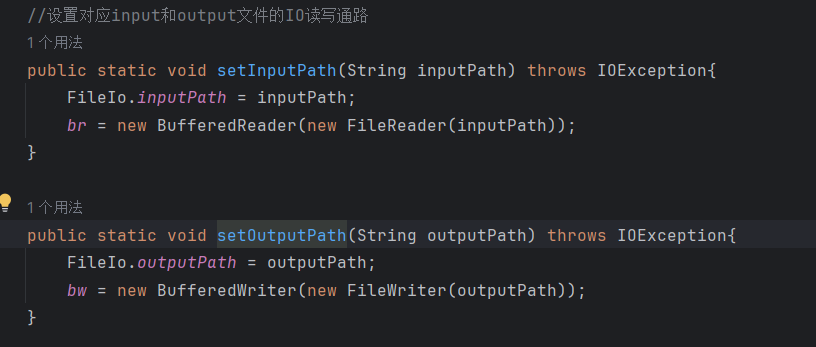 //设置对应input和output文件的IO读写通路
1个用法
public static void setInputPath(String inputPath) throws IOException{
FileIo.inputPath = inputPath;
br = new BufferedReader(new FileReader(inputPath));
}
1个用法
public static void setOutputPath(String outputPath) throws IOException{
FileIo.outputPath = outputPath;
bw = new BufferedWriter(new FileWriter(outputPath));
}